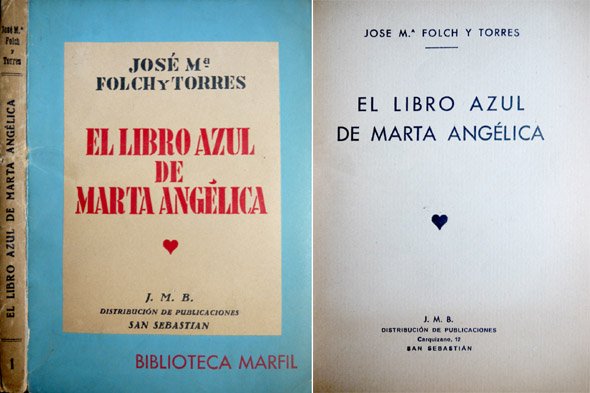 José Mª
Folch
y
Torres
EL LIBRO AZUL DE MARTA ANGÉLICA
1
JOSÉ Mª
FOLCH Y TORRES
EL LIBRO AZUL
DE
MARTA ANGÉLICA
J. M. B.
DISTRIBUCIÓN DE PUBLICACIONES
SAN SEBASTIAN
BIBLIOTECA MARFIL
JOSE M.ª FOLCH Y TORRES
EL LIBRO AZUL
DE MARTA ANGÉLICA
J. M. B.
DISTRIBUCIÓN DE PUBLICACIONES
Carquizano, 12
SAN SEBASTIÁN